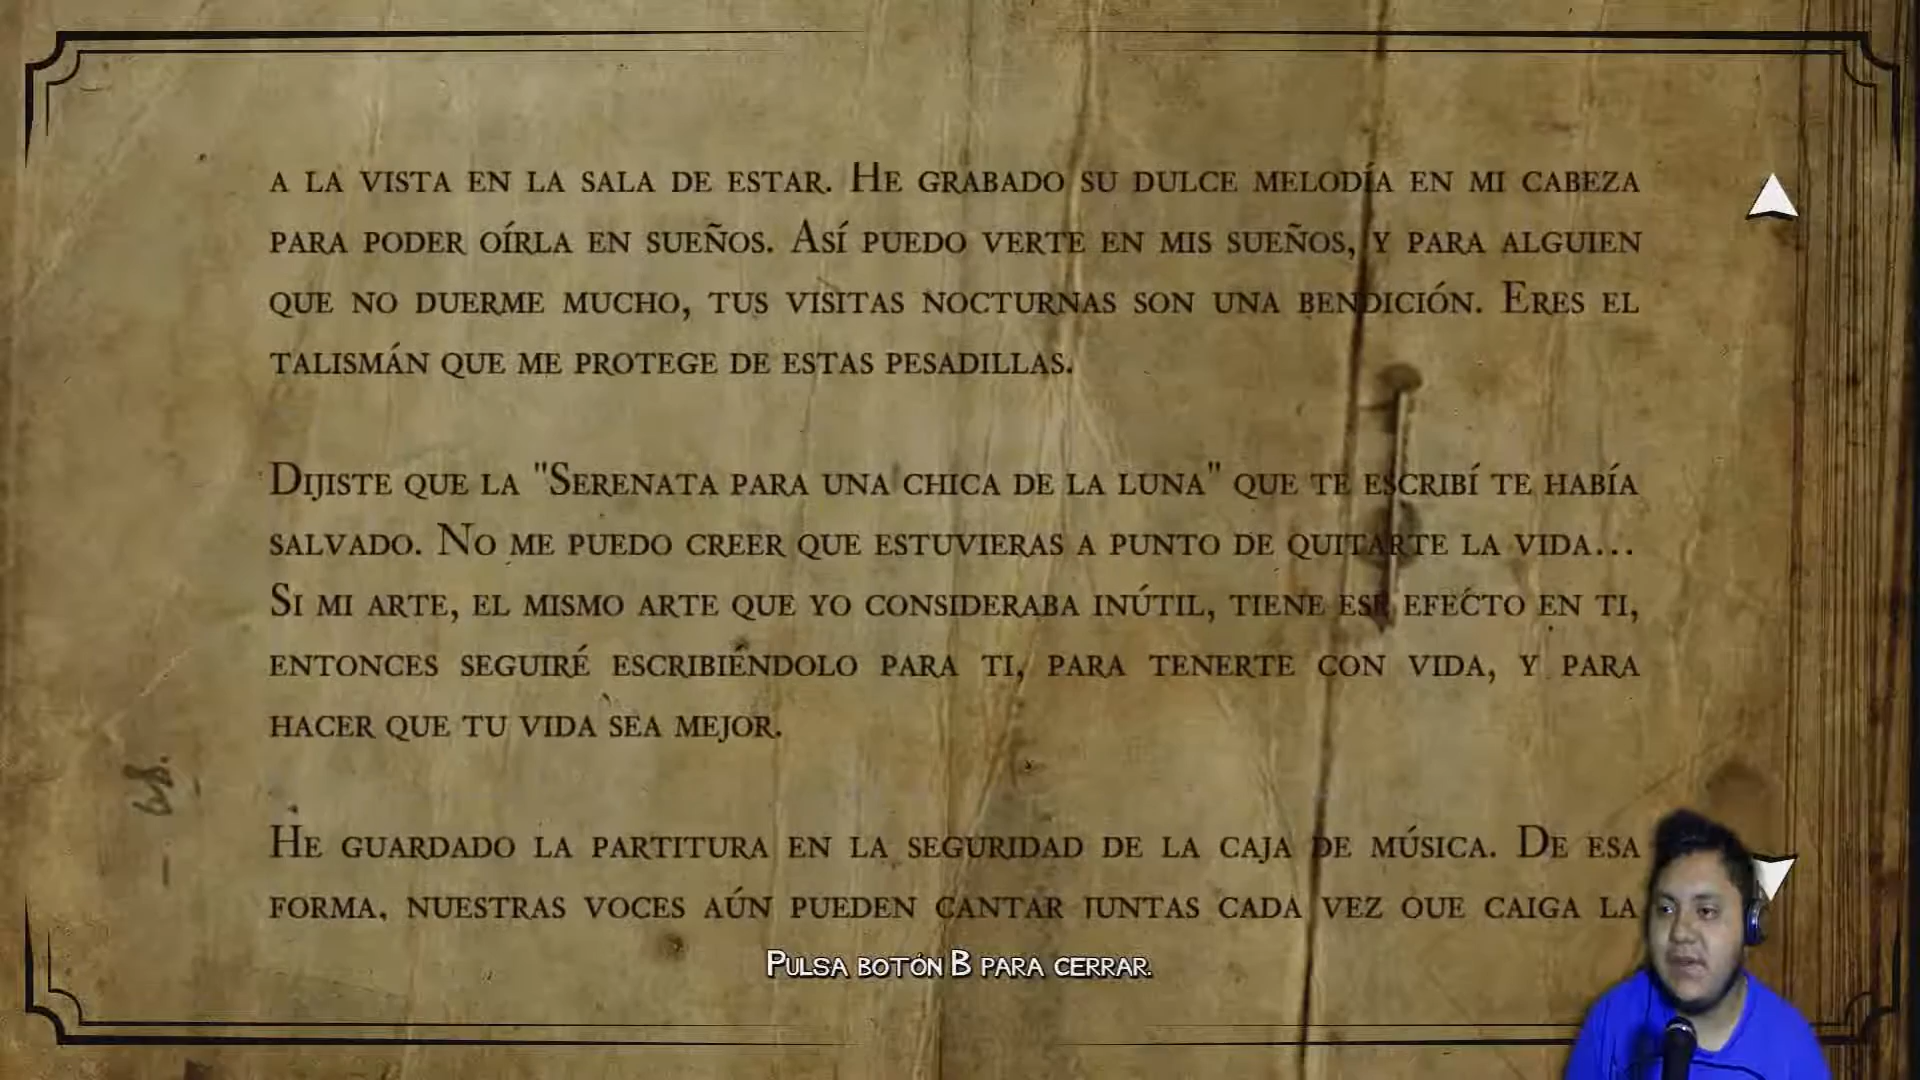 A LA VISTA EN LA SALA DE ESTAR. HE GRABADO SU DULCE MELODÍA EN MI CABEZA
PARA PODER OÍRLA EN SUEÑOS. ASÍ PUEDO VERTE EN MIS SUEÑOS, Y PARA ALGUIEN
QUE NO DUERME MUCHO, TUS VISITAS NOCTURNAS SON UNA BENDICIÓN. ERES EL
TALISMÁN QUE ME PROTEGE DE ESTAS PESADILLAS.
DIJISTE QUE LA "SERENATA PARA UNA CHICA DE LA LUNA" QUE TE ESCRIBÍ TE HABÍA
SALVADO. NO ME PUEDO CREER QUE ESTUVIERAS A PUNTO DE QUITARTE LA VIDA...
SI MI ARTE, EL MISMO ARTE QUE YO CONSIDERABA INÚTIL, TIENE ESE EFECTO EN TI,
ENTONCES SEGUIRÉ ESCRIBIÉNDOLO PARA TI, PARA TENERTE CON VIDA, Y PARA
HACER QUE TU VIDA SEA MEJOR.
HE GUARDADO LA PARTITURA EN LA SEGURIDAD DE LA CAJA DE MÚSICA. DE ESA
FORMA, NUESTRAS VOCES AÚN PUEDEN CANTAR JUNTAS CADA VEZ QUE CAIGA LA
PULSA BOTÓN B PARA CERRAR.